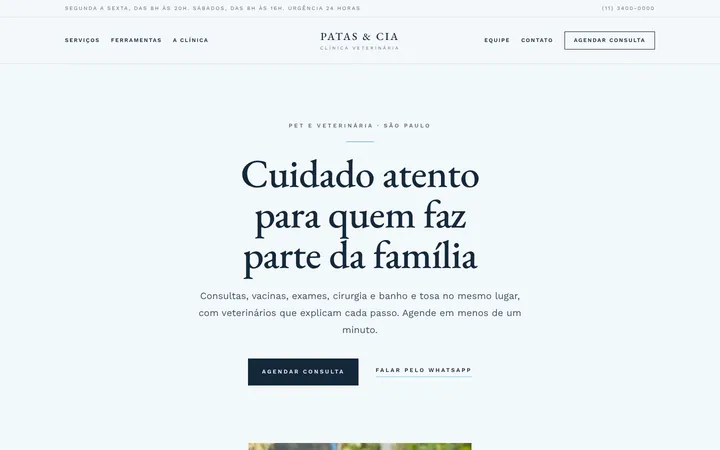 SEGUNDA A SEXTA, DAS 8H ÀS 20H. SÁBADOS, DAS 8H ÀS 16H. URGÊNCIA 24 HORAS
(11) 3400-0000
SERVIÇOS FERRAMENTAS A CLÍNICA
PATAS & CIA
CLÍNICA VETERINÁRIA
EQUIPE CONTATO AGENDAR CONSULTA
PET E VETERINÁRIA · SÃO PAULO
Cuidado atento
para quem faz
parte da família
Consultas, vacinas, exames, cirurgia e banho e tosa no mesmo lugar,
com veterinários que explicam cada passo. Agende em menos de um
minuto.
AGENDAR CONSULTA
FALAR PELO WHATSAPP